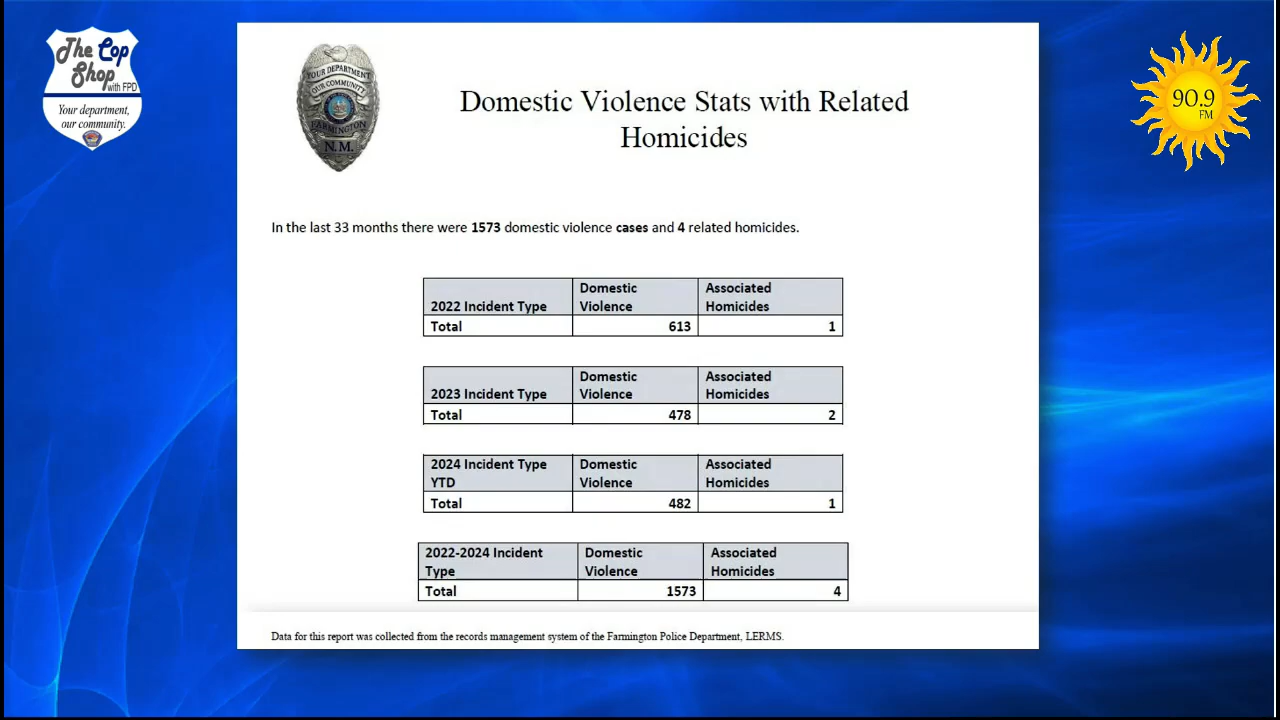 The Cop
Shop
with FPD
Your department,
our community.
YOUR DEPARTMENT
OUR COMMUNITY
FARMINGTON
N.M.
Domestic Violence Stats with Related
Homicides
90.9
FM
In the last 33 months there were 1573 domestic violence cases and 4 related homicides.
2022 Incident Type Domestic Violence Associated Homicides
Total 613 1
2023 Incident Type Domestic Violence Associated Homicides
Total 478 2
2024 Incident Type YTD Domestic Violence Associated Homicides
Total 482 1
2022-2024 Incident Type Domestic Violence Associated Homicides
Total 1573 4
Data for this report was collected from the records management system of the Farmington Police Department, LERMS.